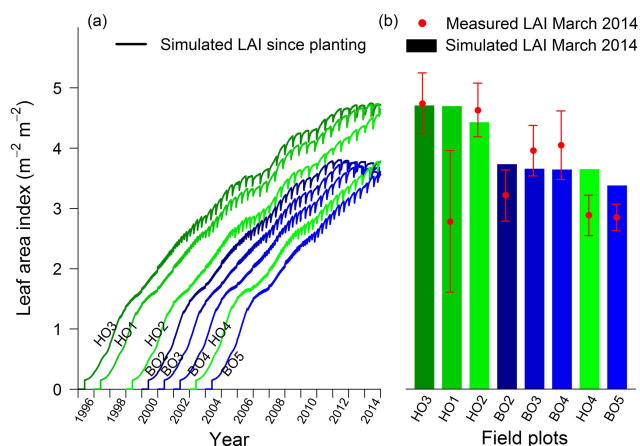 (a)
Simulated LAI since planting
Leaf area index (m−2 m−2)
5
4
3
2
1
0
HO3
HO1
HO2
BO2
BO3
BO4
HO4
BO5
1996
1998
2000
2002
2004
2006
2008
2010
2012
2014
Year
(b)
Measured LAI March 2014
Simulated LAI March 2014
HO3
HO1
HO2
BO2
BO3
BO4
HO4
BO5
Field plots